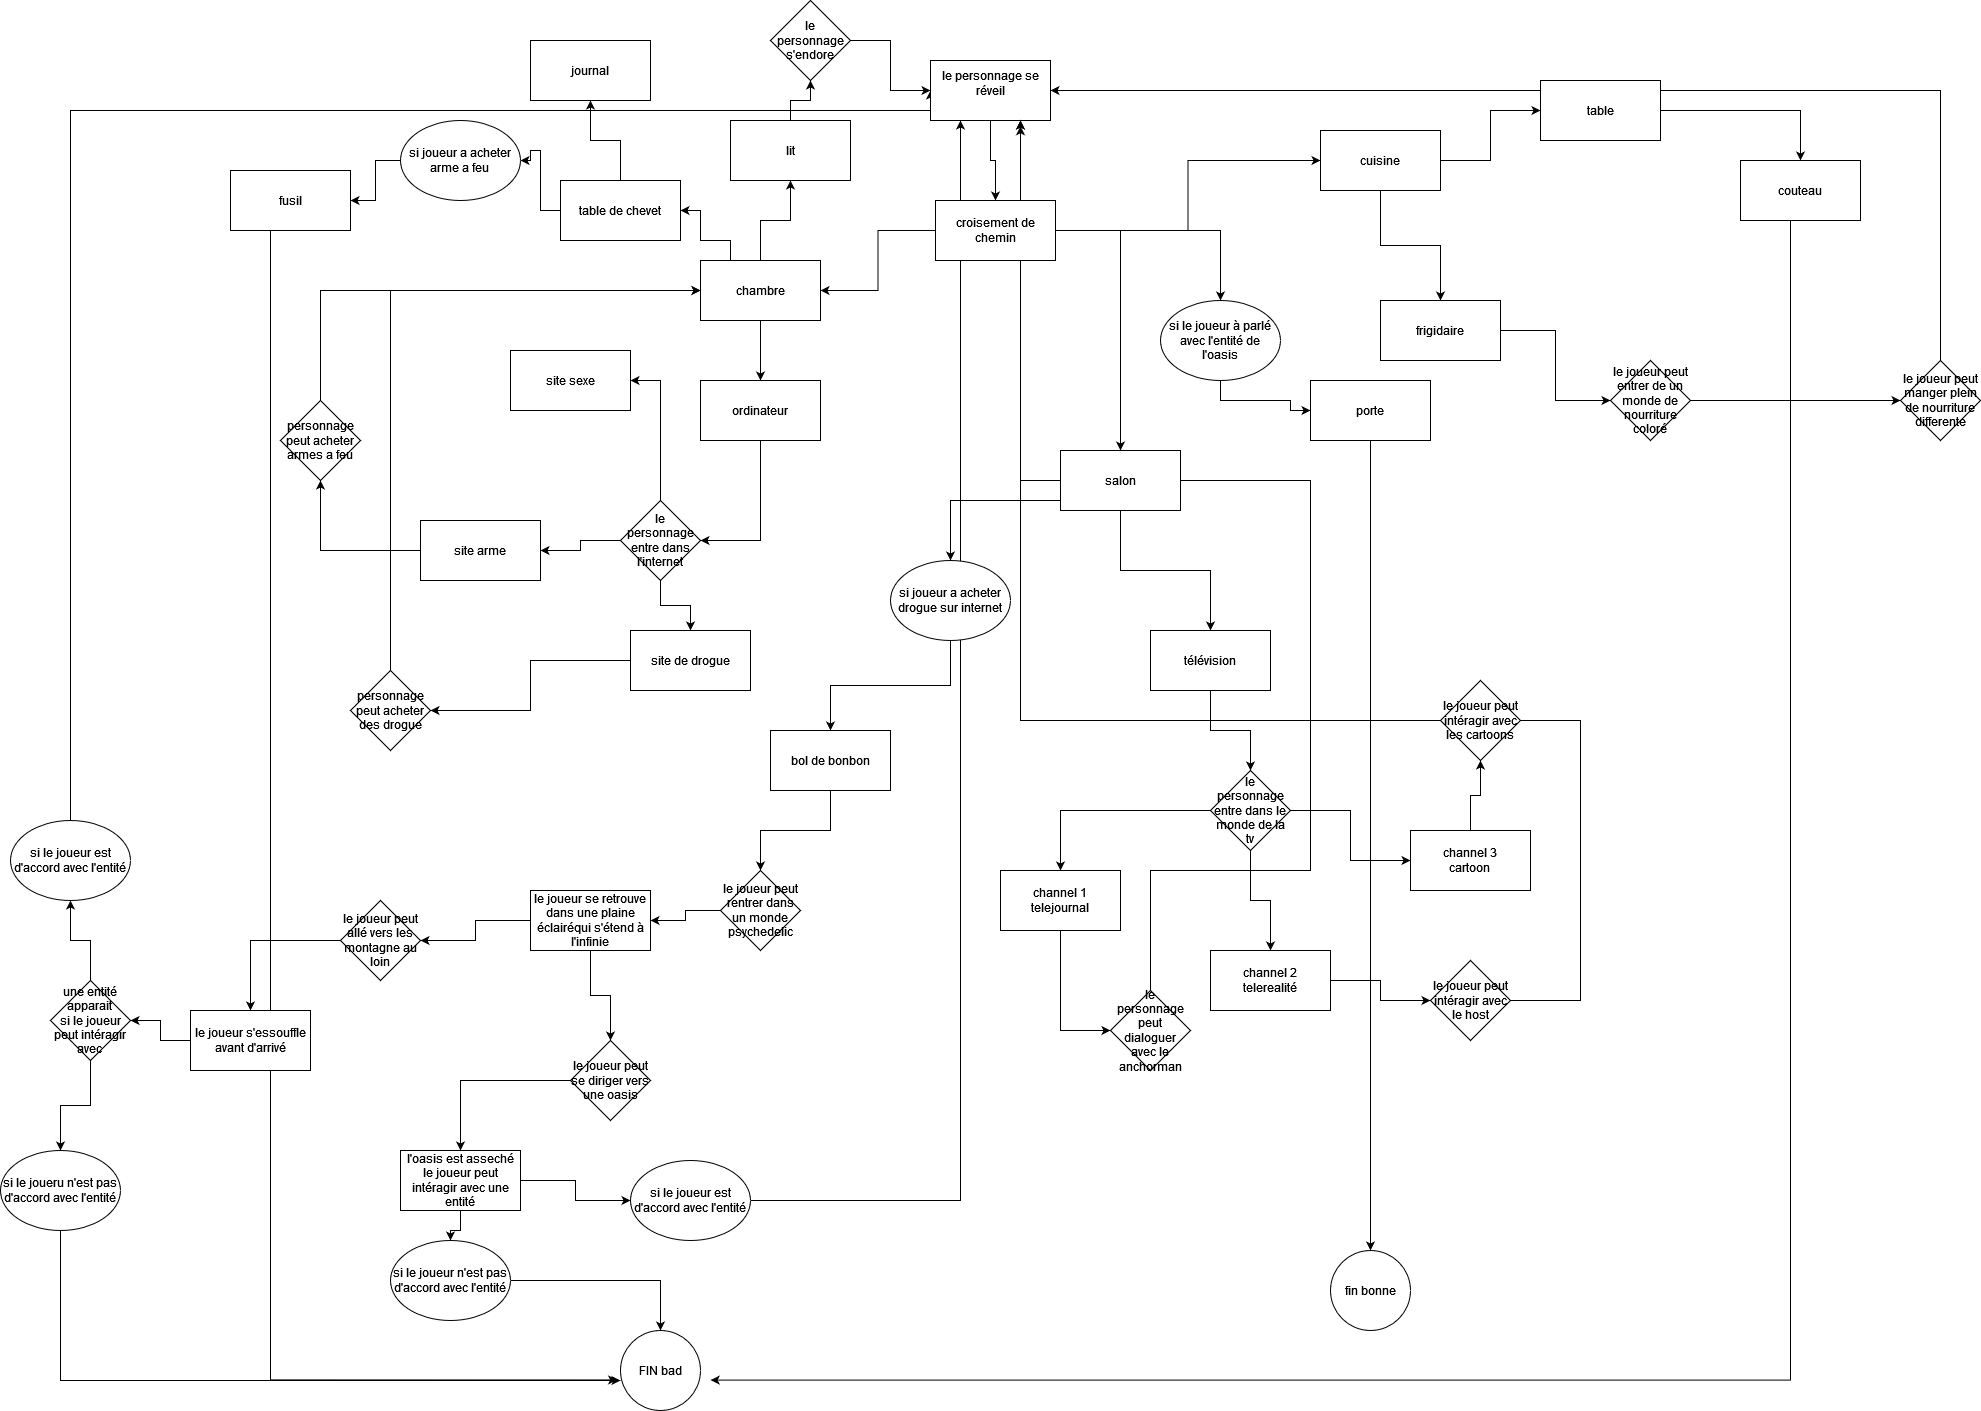 le
personnage
s'endore
journal
le personnage se
réveil
table
lit
cuisine
si joueur a acheter
arme a feu
fusil
table de chevet
couteau
croisement de
chemin
chambre
si le joueur à parlé
avec l'entité de
l'oasis
frigidaire
site sexe
ordinateur
porte
le joueur peut
entrer de un
monde de
nourriture
coloré
le joueur peut
manger plein
de nourriture
differente
personnage
peut acheter
armes a feu
salon
site arme
le
personnage
entre dans
l'internet
si joueur a acheter
drogue sur internet
site de drogue
télévision
personnage
peut acheter
des drogue
le joueur peut
intéragir avec
les cartoons
bol de bonbon
le
personnage
entre dans le
monde de la
tv
si le joueur est
d'accord avec l'entité
channel 3
cartoon
channel 1
telejournal
le joueur peut
allé vers les
montagne au
loin
le joueur se retrouve
dans une plaine
éclairéqui s'étend à
l'infinie
le joueur peut
rentrer dans
un monde
psychedelic
channel 2
telerealité
le joueur peut
intéragir avec
le host
une entité
apparait
si le joueur
peut intéragir
avec
le joueur s'essouffle
avant d'arrivé
le
personnage
peut
dialoguer
avec le
anchorman
le joueur peut
se diriger vers
une oasis
si le joueru n'est pas
d'accord avec l'entité
l'oasis est asseché
le joueur peut
intéragir avec une
entité
si le joueur est
d'accord avec l'entité
si le joueur n'est pas
d'accord avec l'entité
fin bonne
FIN bad